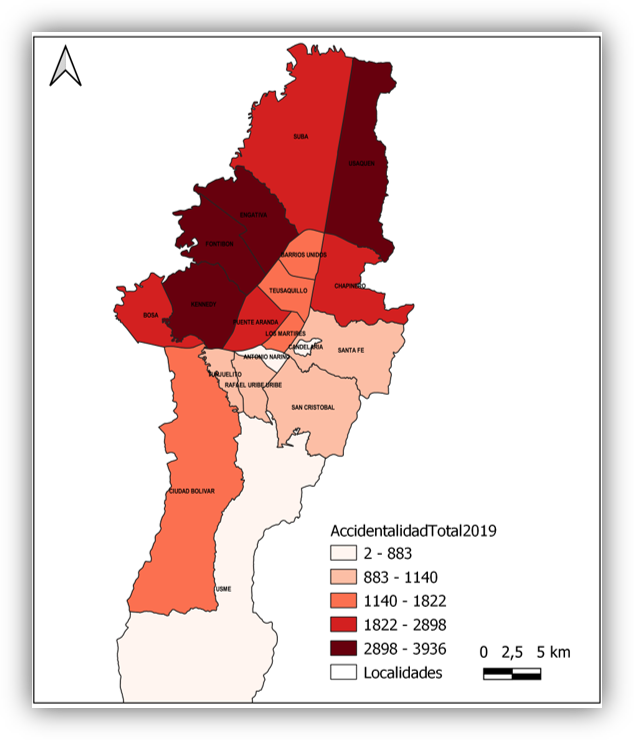 SUBA
USAQUEN
ENGATIVA
FONTIBON
BARRIOS UNIDOS
KENNEDY
TEUSAQUILLO
CHAPINERO
BOSA
PUENTE ARANDA
LOS MARTIRES
CANDELARIA
SANTA FE
ANTONIO NARINO
TUNJUELITO
RAFAEL URIBE URIBE
SAN CRISTOBAL
CIUDAD BOLIVAR
USME
AccidentalidadTotal2019
2 - 883
883 - 1140
1140 - 1822
1822 - 2898
2898 - 3936
Localidades
0 2,5 5 km